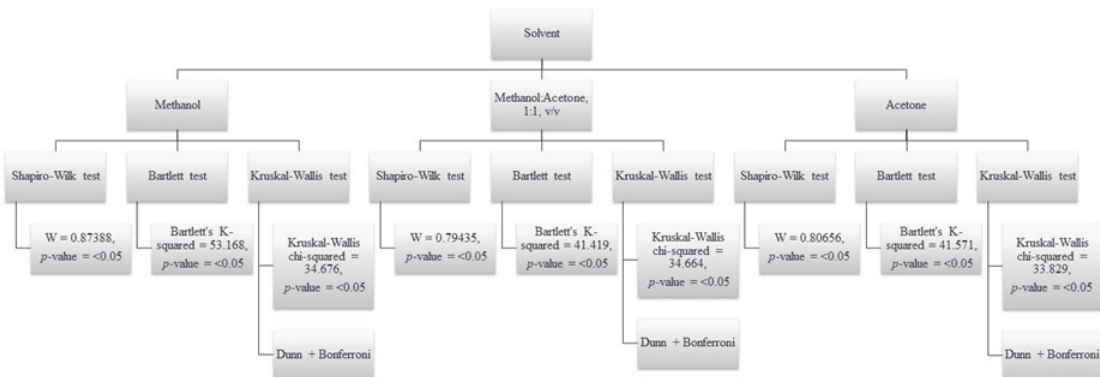 Solvent
Methanol
Methanol:Acetone,
1:1, v/v
Acetone
Shapiro-Wilk test
Bartlett test
Kruskal-Wallis test
Shapiro-Wilk test
Bartlett test
Kruskal-Wallis test
Shapiro-Wilk test
Bartlett test
Kruskal-Wallis test
W = 0.87388,
p-value = <0.05
Bartlett's K-
squared = 53.168,
p-value = <0.05
Kruskal-Wallis
chi-squared =
34.676,
p-value = <0.05
Dunn + Bonferroni
W = 0.79435,
p-value = <0.05
Bartlett's K-
squared = 41.419,
p-value = <0.05
Kruskal-Wallis
chi-squared =
34.664,
p-value = <0.05
Dunn + Bonferroni
W = 0.80656,
p-value = <0.05
Bartlett's K-
squared = 41.571,
p-value = <0.05
Kruskal-Wallis
chi-squared =
33.829,
p-value = <0.05
Dunn + Bonferroni